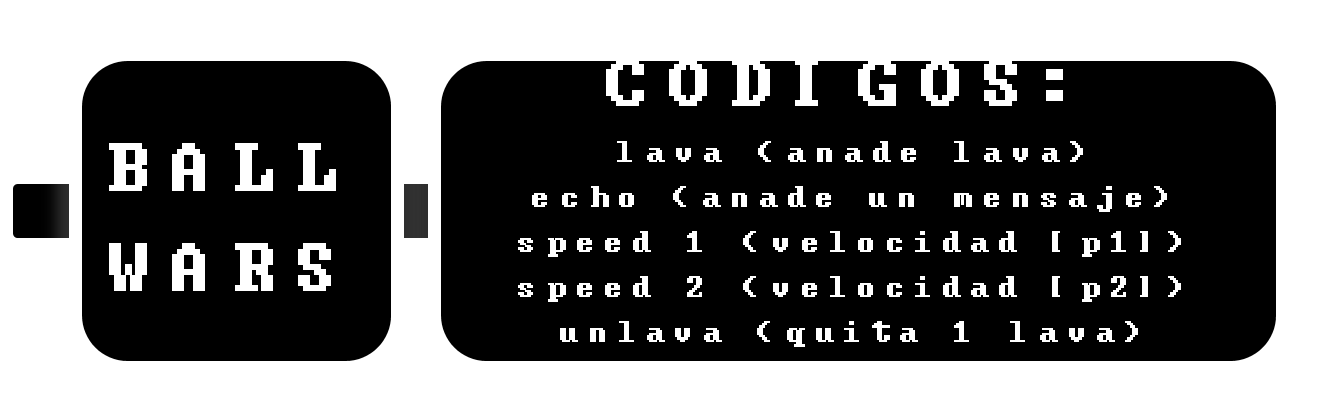 BALL
WARS
CODIGOS:
lava (anade lava)
echo (anade un mensaje)
speed 1 (velocidad [p1])
speed 2 (velocidad [p2])
unlava (quita 1 lava)